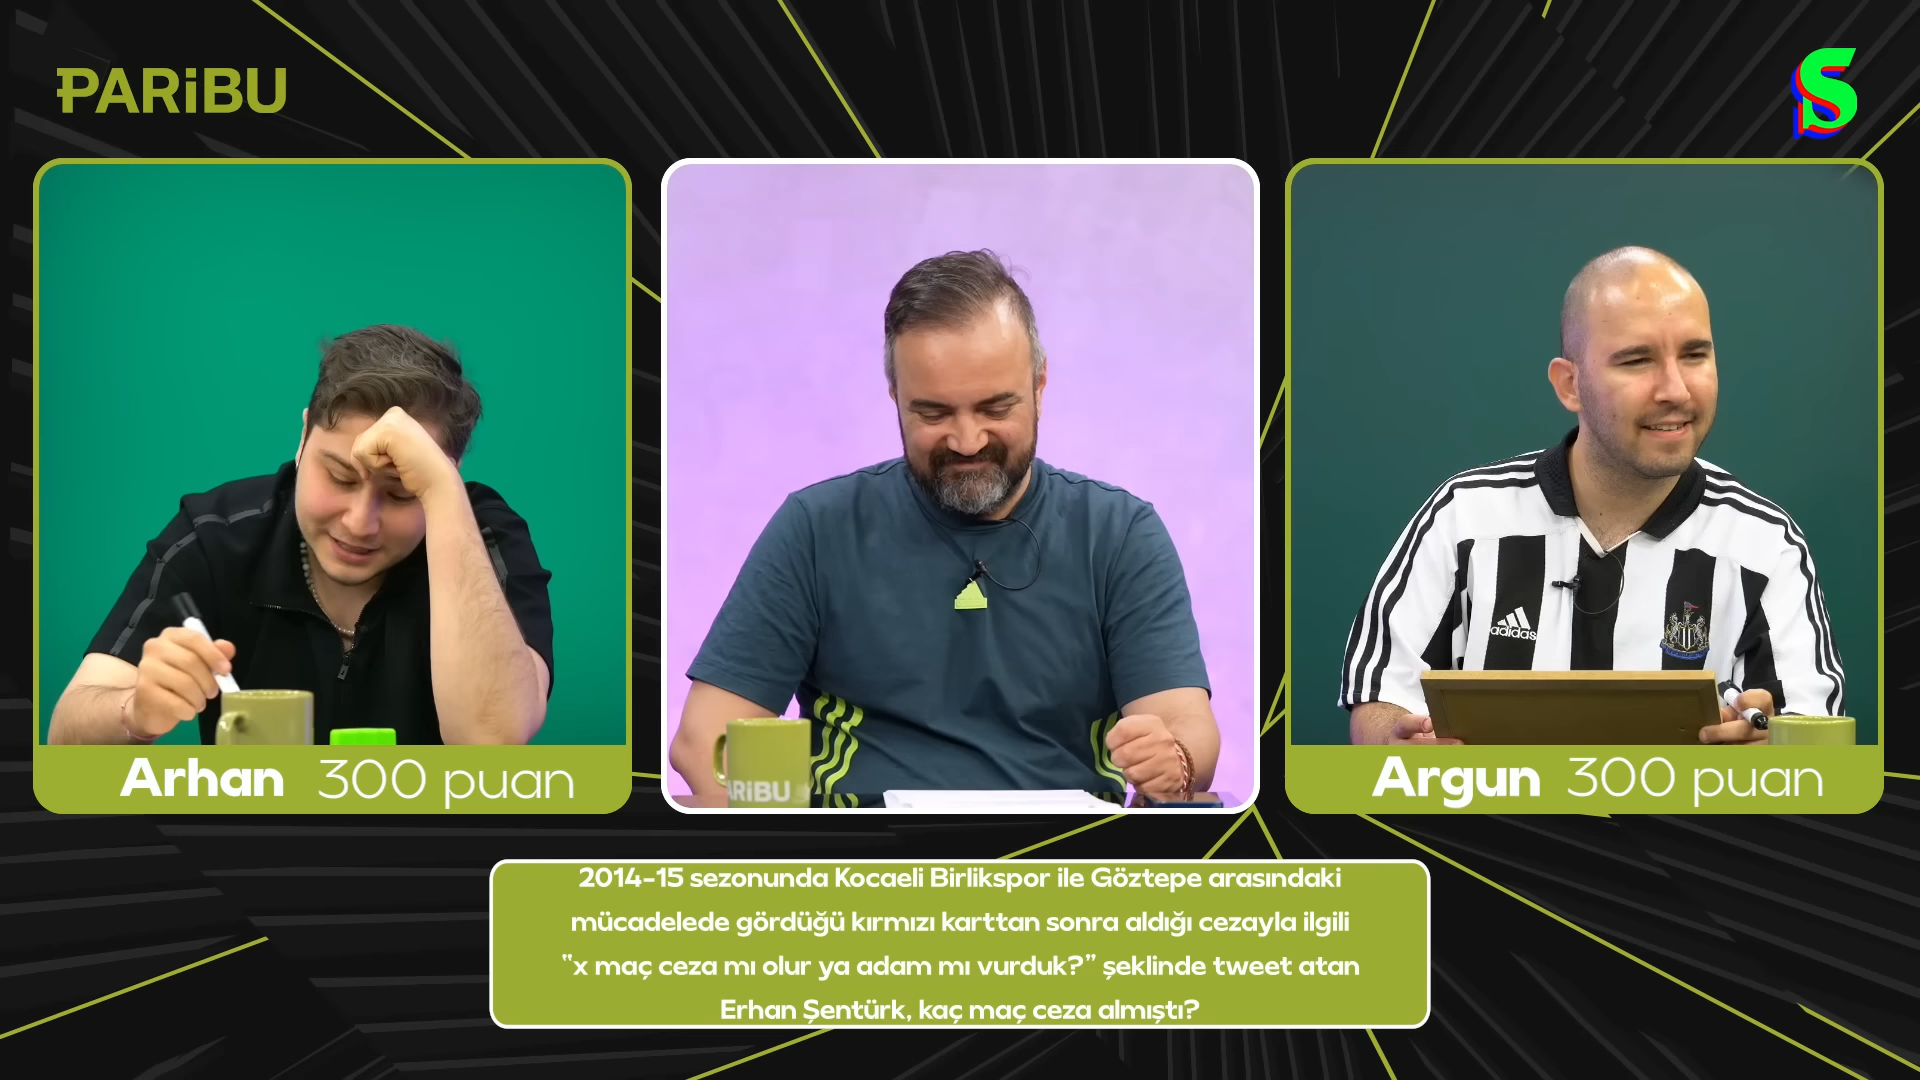 PARiBU
S
adidas
ARiBU
Arhan 300 puan
Argun 300 puan
2014-15 sezonunda Kocaeli Birlikspor ile Göztepe arasındaki
mücadelede gördüğü kırmızı karttan sonra aldığı cezayla ilgili
"x maç ceza mı olur ya adam mı vurduk?" şeklinde tweet atan
Erhan Şentürk, kaç maç ceza almıştı?